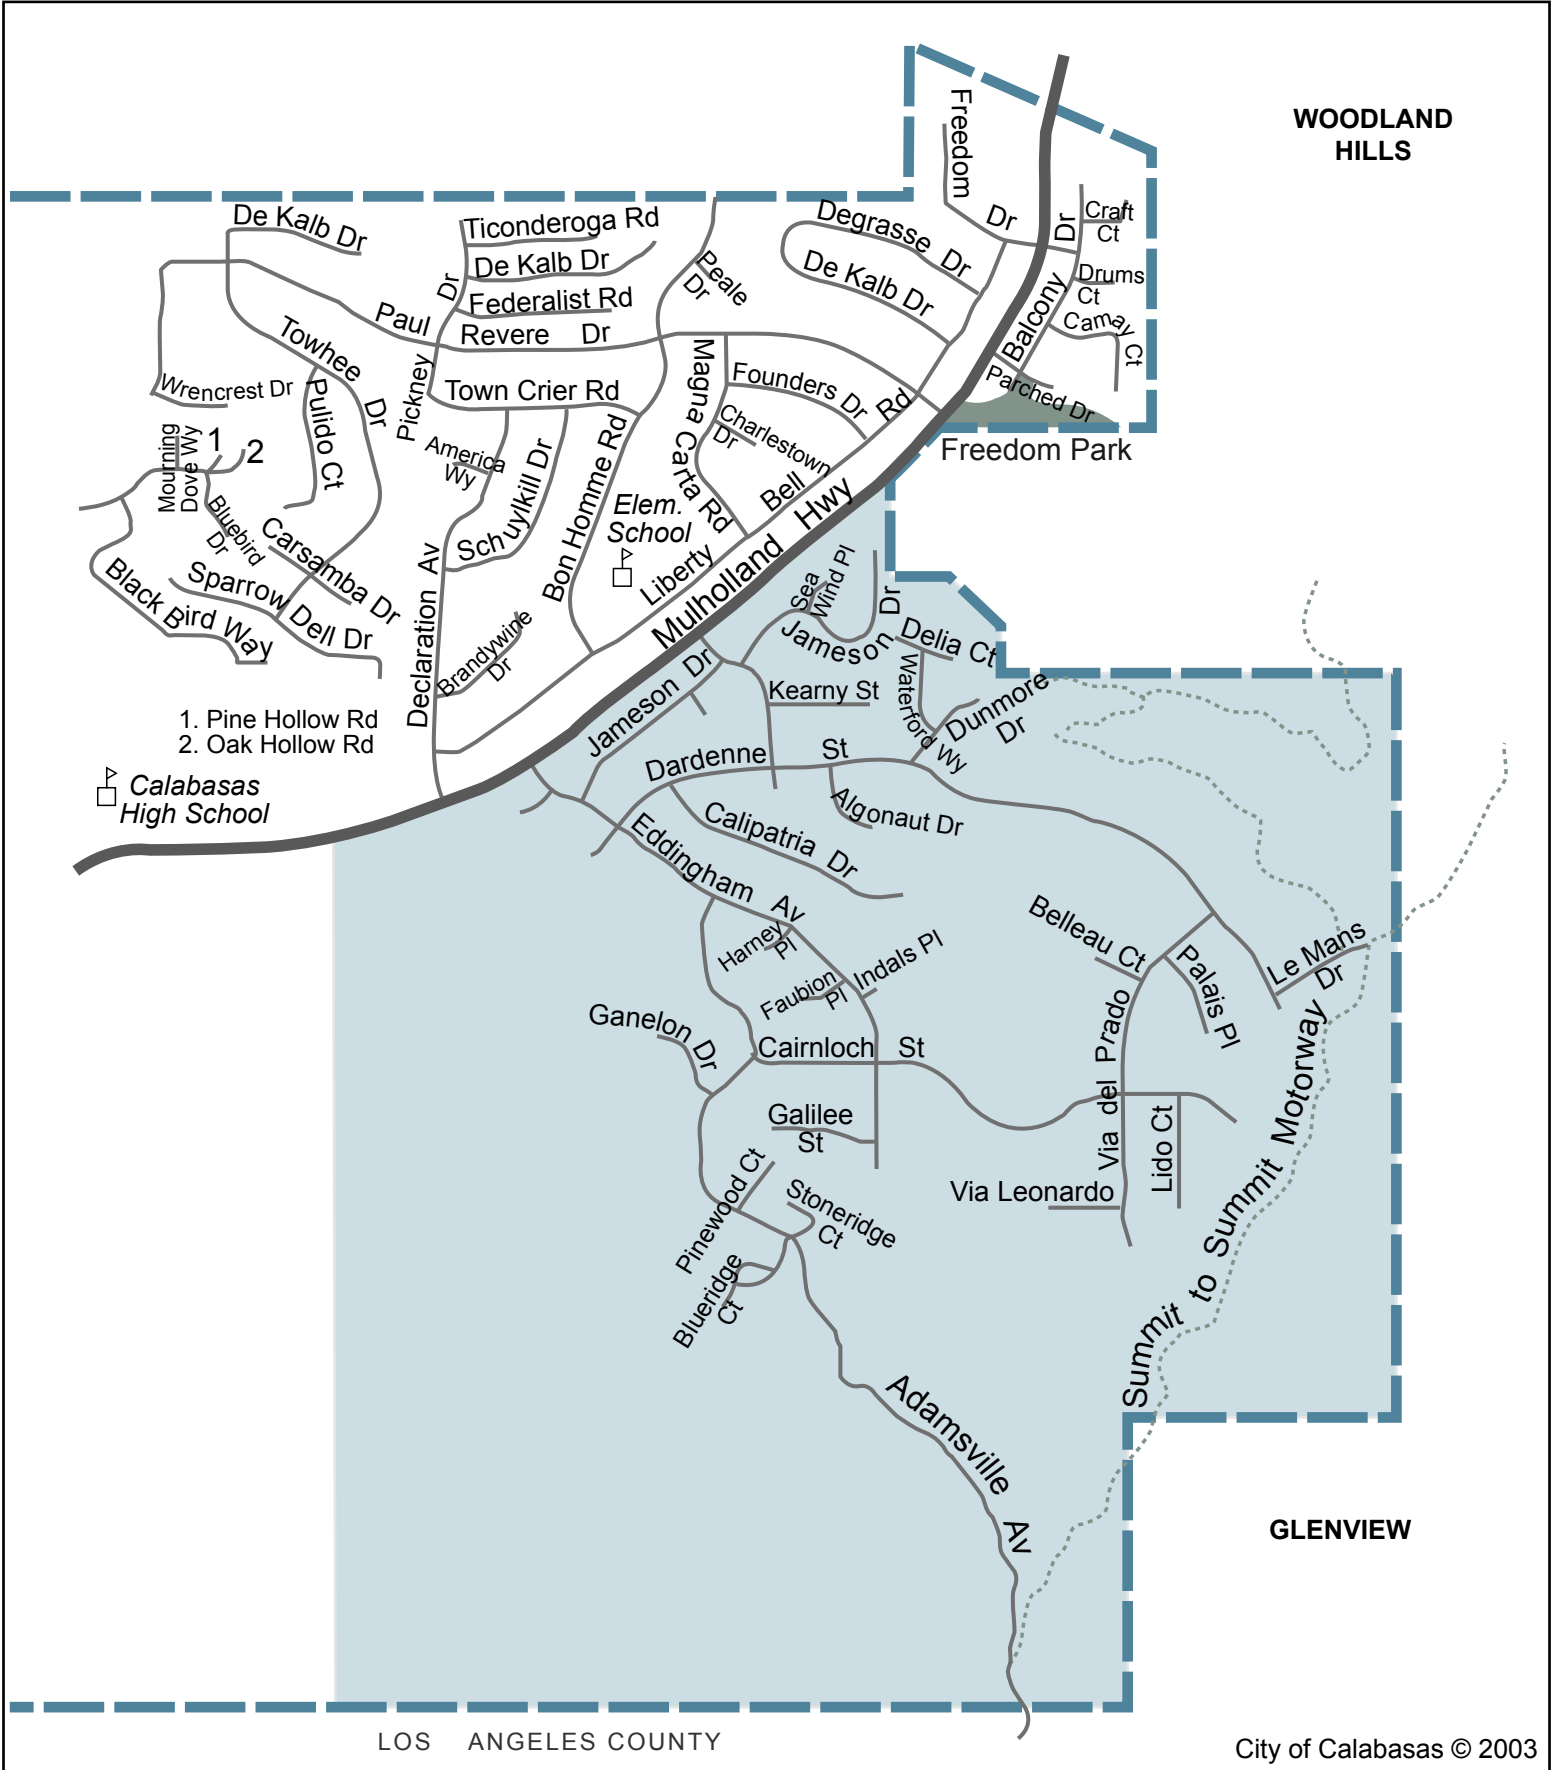 WOODLAND
HILLS
Freedom
Dr
Dr
Craft
Ct
Drums
Ct
Camay
Ct
Balcony
Parched Dr
Freedom Park
De Kalb Dr
Ticonderoga Rd
De Kalb Dr
Dr
Federalist Rd
Peale
Dr
Degrasse Dr
De Kalb Dr
Paul
Revere Dr
Towhee
Dr
Pickney
Wrencrest Dr
Pulido Ct
Town Crier Rd
Magna Carta Rd
Founders Dr
Rd
Charlestown
Dr
Bell
Mourning
Dove Wy
1
2
America
Wy
Schuylkill Dr
Bon Homme Rd
Elem.
School
Liberty
Mulholland Hwy
Bluebird
Dr
Carsamba Dr
Sparrow Dell Dr
Black Bird Way
Declaration Av
Brandywine
Dr
1. Pine Hollow Rd
2. Oak Hollow Rd
Calabasas
High School
Sea
Wind Pl
Dr
Jameson
Delia Ct
Jameson Dr
Kearny St
Waterford Wy
Dunmore
Dr
Dardenne St
Algonaut Dr
Calipatria Dr
Eddingham Av
Harney
Pl
Faubion
Pl
Indals Pl
Belleau Ct
Palais Pl
Le Mans
Dr
Ganelon Dr
Cairnloch St
Via del Prado
Galilee
St
Lido Ct
Via Leonardo
Pinewood Ct
Stoneridge
Ct
Blueridge
Ct
Summit to Summit Motorway
Adamsville Av
GLENVIEW
LOS ANGELES COUNTY
City of Calabasas © 2003